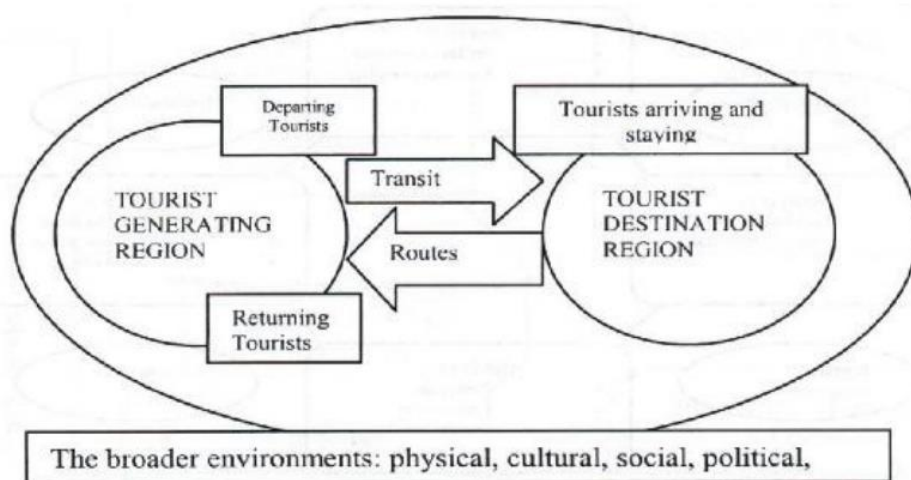 Departing
Tourists
Tourists arriving and
staying
Transit
TOURIST
GENERATING
REGION
TOURIST
DESTINATION
REGION
Routes
Returning
Tourists
The broader environments: physical, cultural, social, political,